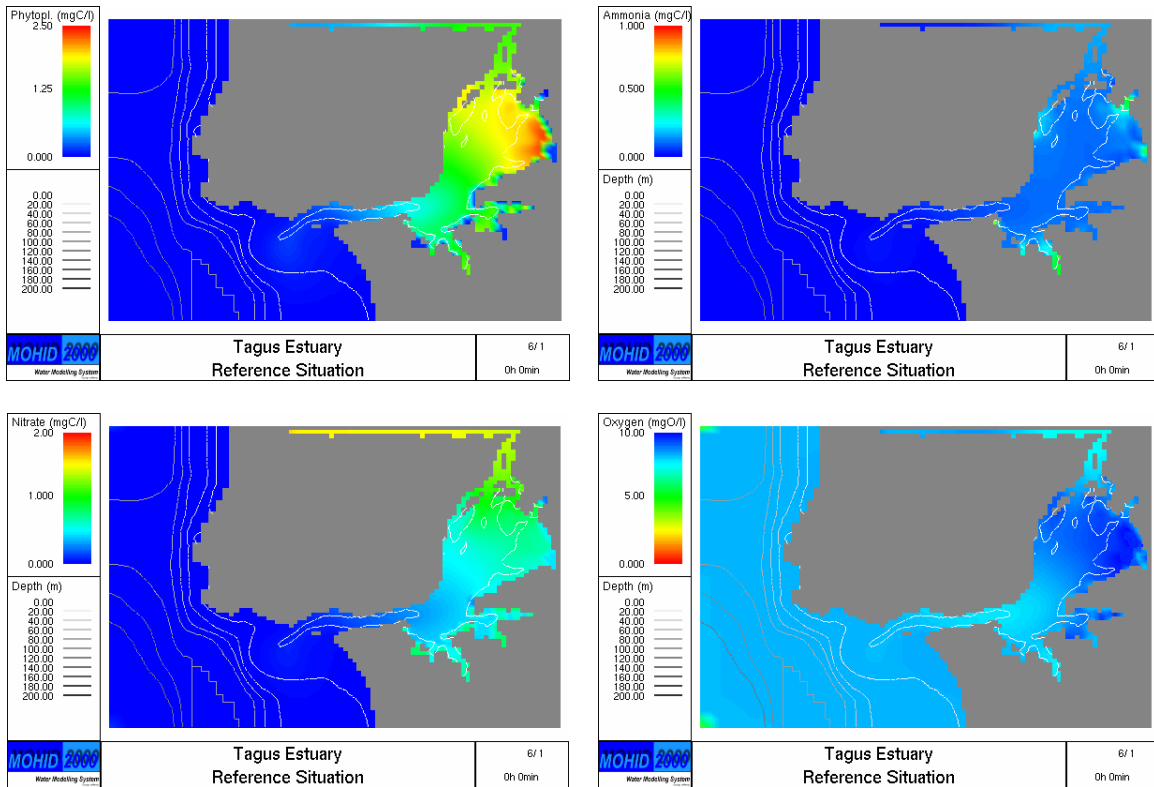 Phytopl. (mgC/l)
2.50
1.25
0.000
0.00
20.00
40.00
60.00
80.00
100.00
120.00
140.00
160.00
180.00
200.00
MOHID 2000
Water Modelling System
Tagus Estuary
Reference Situation
6/ 1
0h 0min
Ammonia (mgC/l)
1.000
0.500
0.000
Depth (m)
0.00
20.00
40.00
60.00
80.00
100.00
120.00
140.00
160.00
180.00
200.00
MOHID 2000
Water Modelling System
Tagus Estuary
Reference Situation
6/ 1
0h 0min
Nitrate (mgC/l)
2.00
1.000
0.000
Depth (m)
0.00
20.00
40.00
60.00
80.00
100.00
120.00
140.00
160.00
180.00
200.00
MOHID 2000
Water Modelling System
Tagus Estuary
Reference Situation
6/ 1
0h 0min
Oxygen (mgO/l)
10.00
5.00
0.000
Depth (m)
0.00
20.00
40.00
60.00
80.00
100.00
120.00
140.00
160.00
180.00
200.00
MOHID 2000
Water Modelling System
Tagus Estuary
Reference Situation
6/ 1
0h 0min